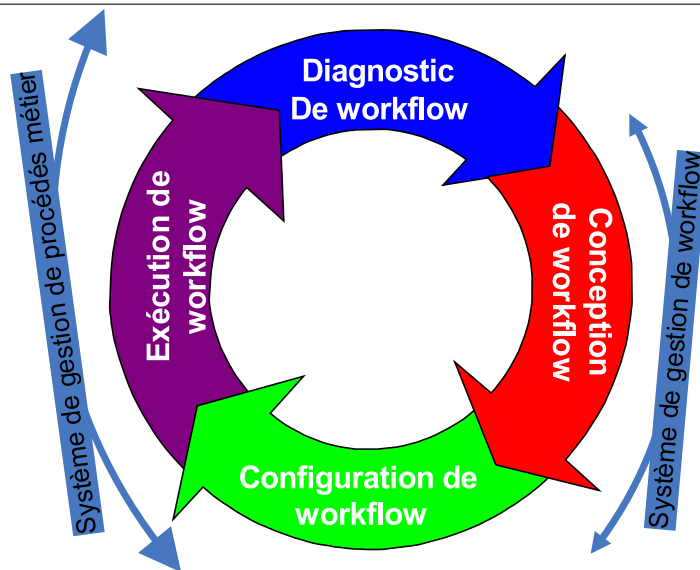 Diagnostic
De workflow
Conception
de workflow
Configuration de
workflow
Exécution de
workflow
Système de gestion de procédés métier
Système de gestion de workflow